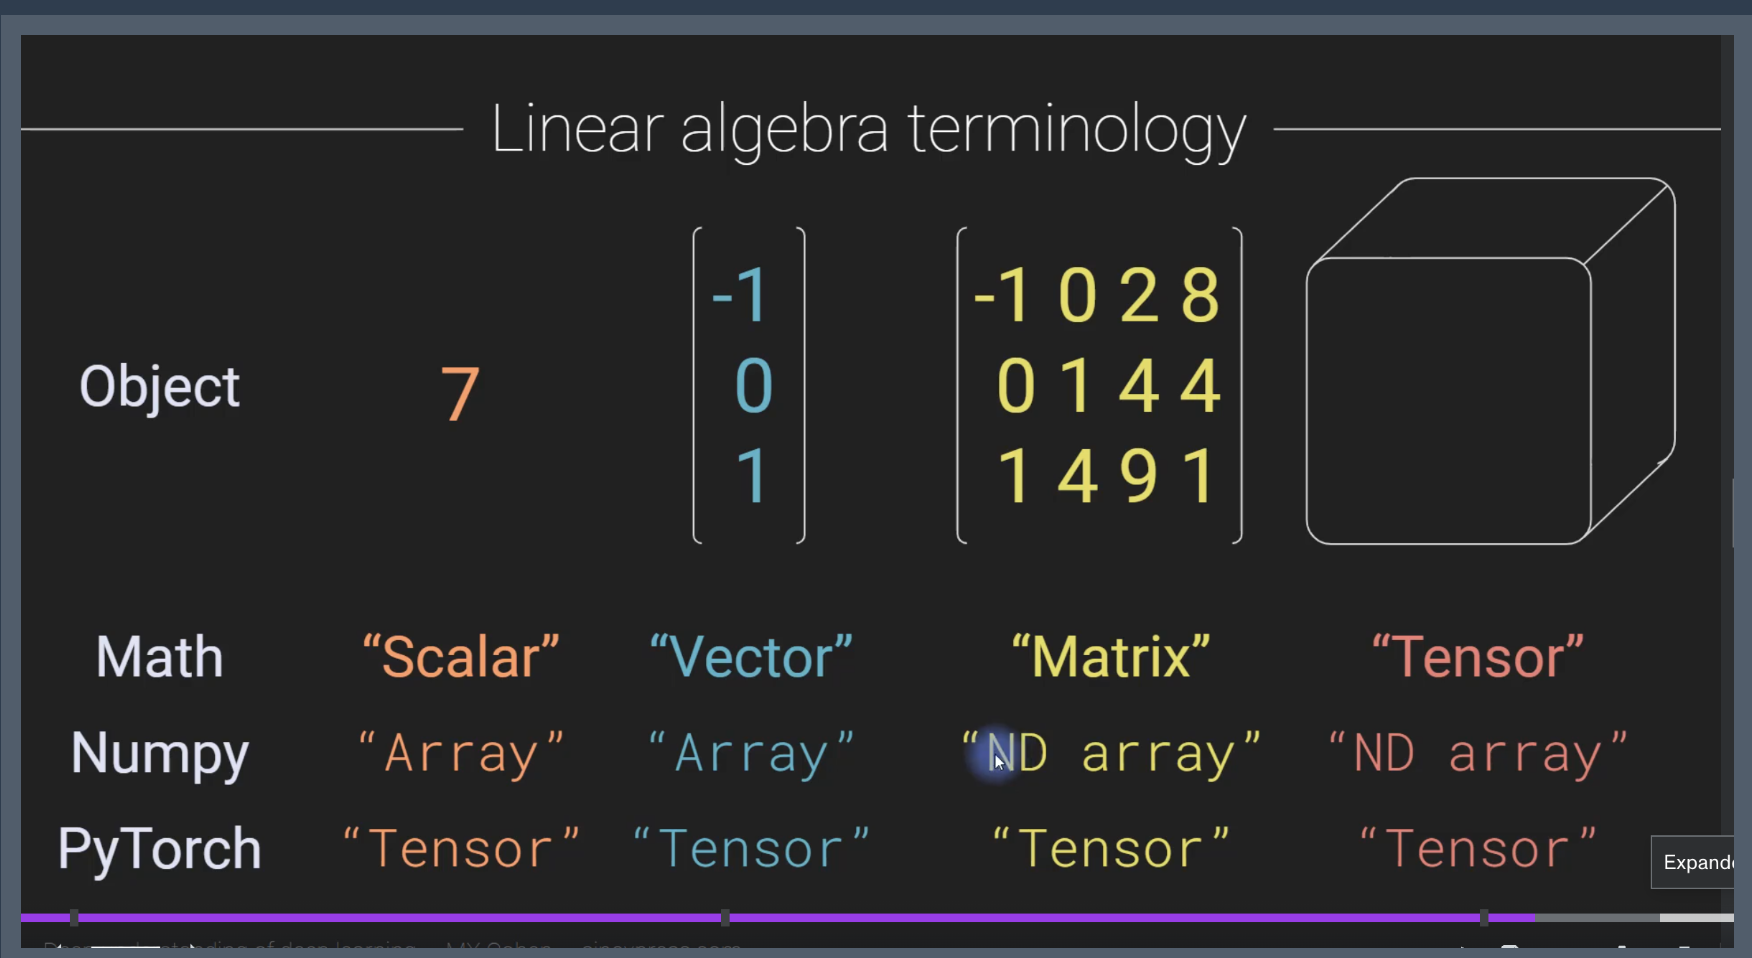 Linear algebra terminology
Object 7
-1
0
1
-1 0 2 8
0 1 4 4
1 4 9 1
Math “Scalar” “Vector” “Matrix” “Tensor”
Numpy “Array” “Array” “ND array” “ND array”
PyTorch “Tensor” “Tensor” “Tensor” “Tensor”